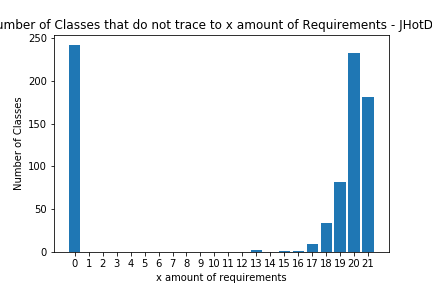 umber of Classes that do not trace to x amount of Requirements - JHotD
250
200
150
100
50
0
Number of Classes
0 1 2 3 4 5 6 7 8 9 10 11 12 13 14 15 16 17 18 19 20 21
x amount of requirements